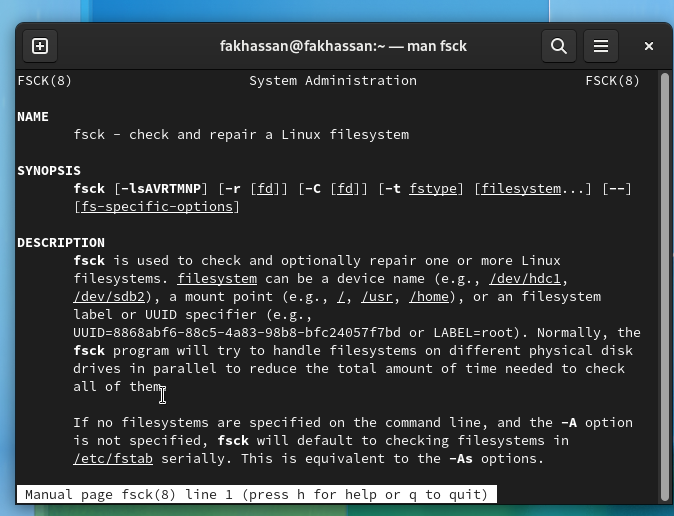 fakhassan@fakhassan:~ — man fsck
FSCK(8) System Administration FSCK(8)
NAME
fsck - check and repair a Linux filesystem
SYNOPSIS
fsck [-lsAVRTMNP] [-r [fd]] [-C [fd]] [-t fstype] [filesystem...] [--]
[fs-specific-options]
DESCRIPTION
fsck is used to check and optionally repair one or more Linux
filesystems. filesystem can be a device name (e.g., /dev/hdc1,
/dev/sdb2), a mount point (e.g., /, /usr, /home), or an filesystem
label or UUID specifier (e.g.,
UUID=8868abf6-88c5-4a83-98b8-bfc24057f7bd or LABEL=root). Normally, the
fsck program will try to handle filesystems on different physical disk
drives in parallel to reduce the total amount of time needed to check
all of them.
If no filesystems are specified on the command line, and the -A option
is not specified, fsck will default to checking filesystems in
/etc/fstab serially. This is equivalent to the -As options.
Manual page fsck(8) line 1 (press h for help or q to quit)